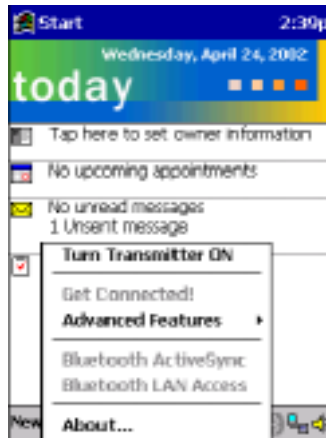 Start 2:39p
Wednesday, April 24, 2002
today
Tap here to set owner information
No upcoming appointments
No unread messages
1 Unsent message
Turn Transmitter ON
Get Connected!
Advanced Features
Bluetooth ActiveSync
Bluetooth LAN Access
New
About...